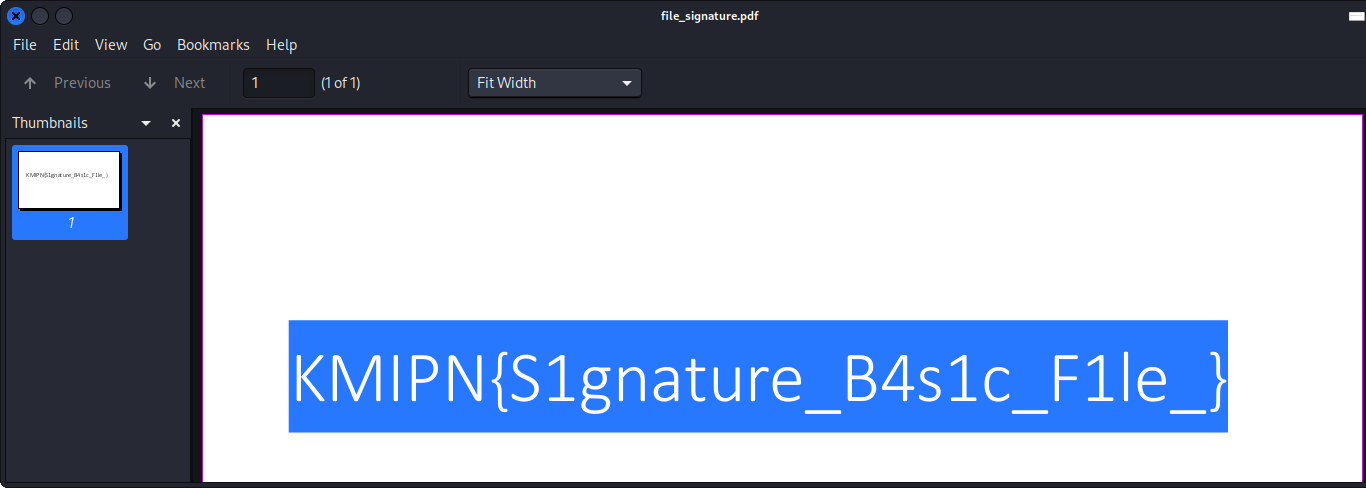 file_signature.pdf
File Edit View Go Bookmarks Help
Previous Next 1 (1 of 1) Fit Width
Thumbnails
KMIPN{S1gnature_B4s1c_F1le_}
1
KMIPN{S1gnature_B4s1c_F1le_}